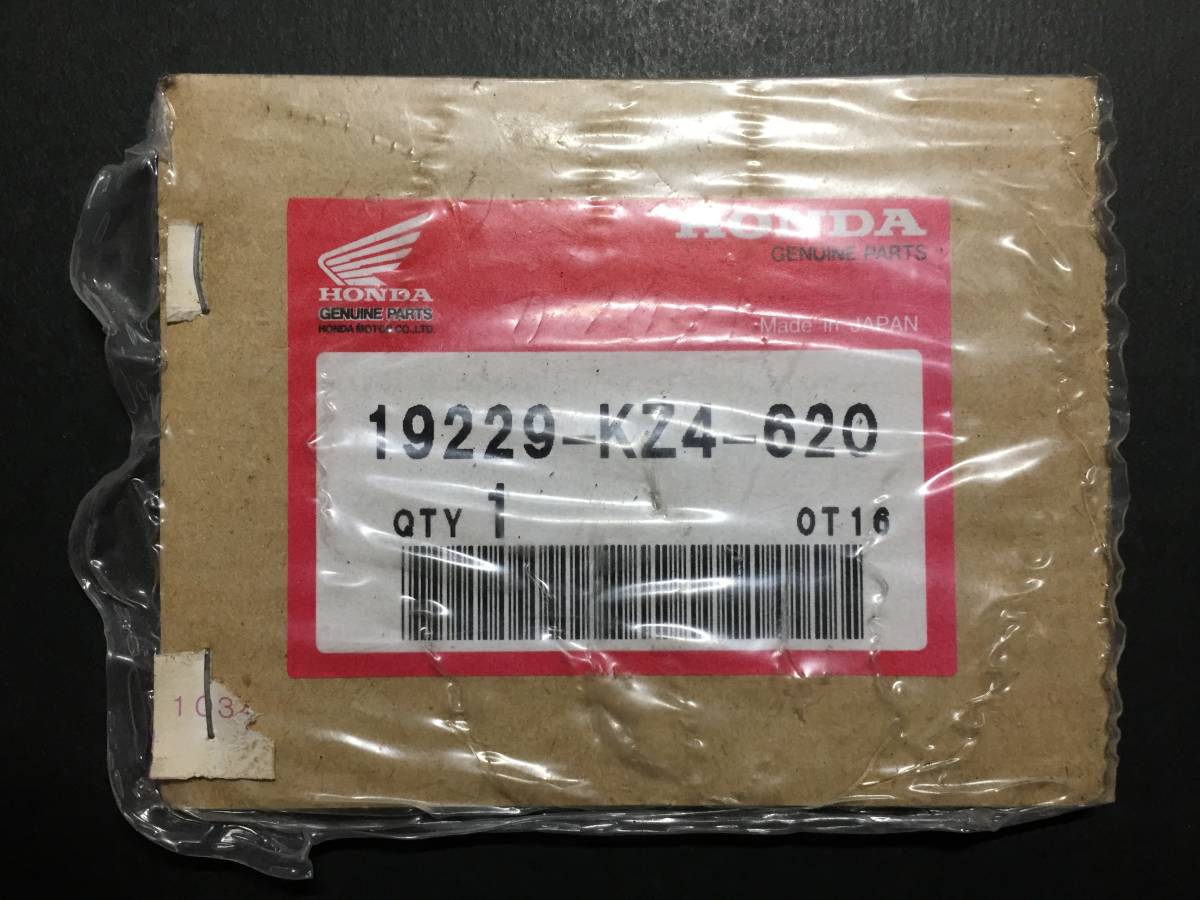 HONDA
GENUINE PARTS
HONDA MOTOR CO.,LTD.
HONDA
GENUINE PARTS
Made in JAPAN
19229-KZ4-620
QTY 1
OT16
103